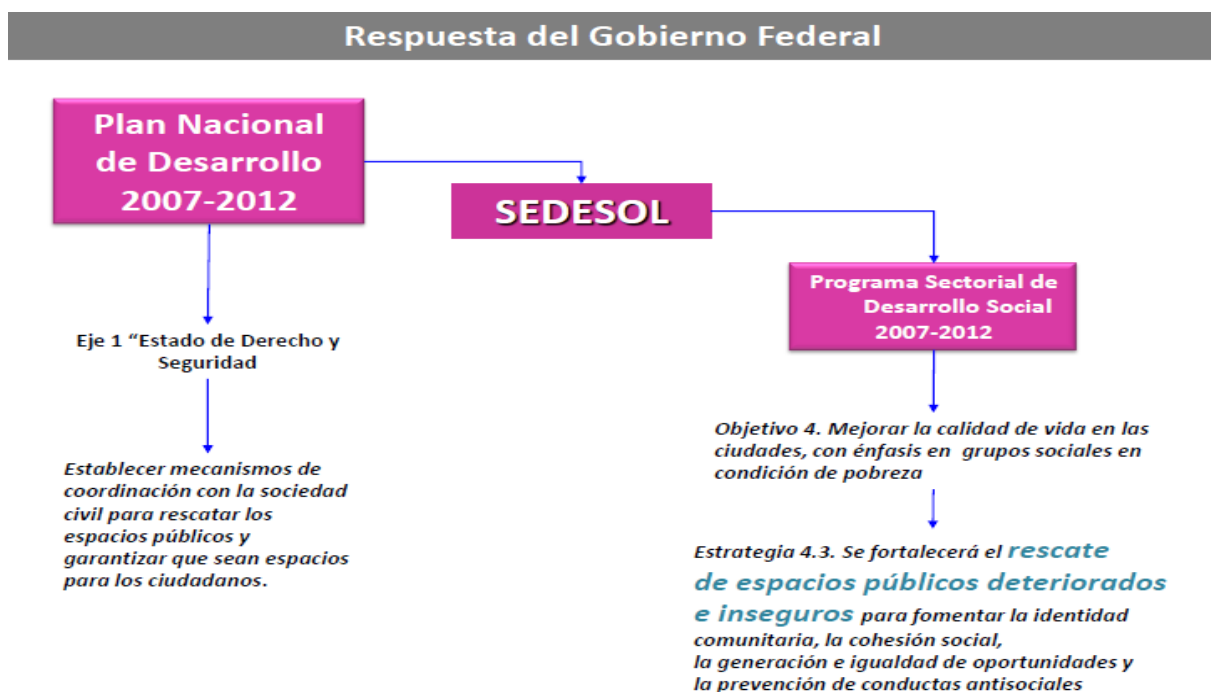 Respuesta del Gobierno Federal
Plan Nacional
de Desarrollo
2007-2012
SEDESOL
Programa Sectorial de
Desarrollo Social
2007-2012
Eje 1 “Estado de Derecho y
Seguridad
Establecer mecanismos de
coordinación con la sociedad
civil para rescatar los
espacios públicos y
garantizar que sean espacios
para los ciudadanos.
Objetivo 4. Mejorar la calidad de vida en las
ciudades, con énfasis en grupos sociales en
condición de pobreza
Estrategia 4.3. Se fortalecerá el rescate
de espacios públicos deteriorados
e inseguros para fomentar la identidad
comunitaria, la cohesión social,
la generación e igualdad de oportunidades y
la prevención de conductas antisociales